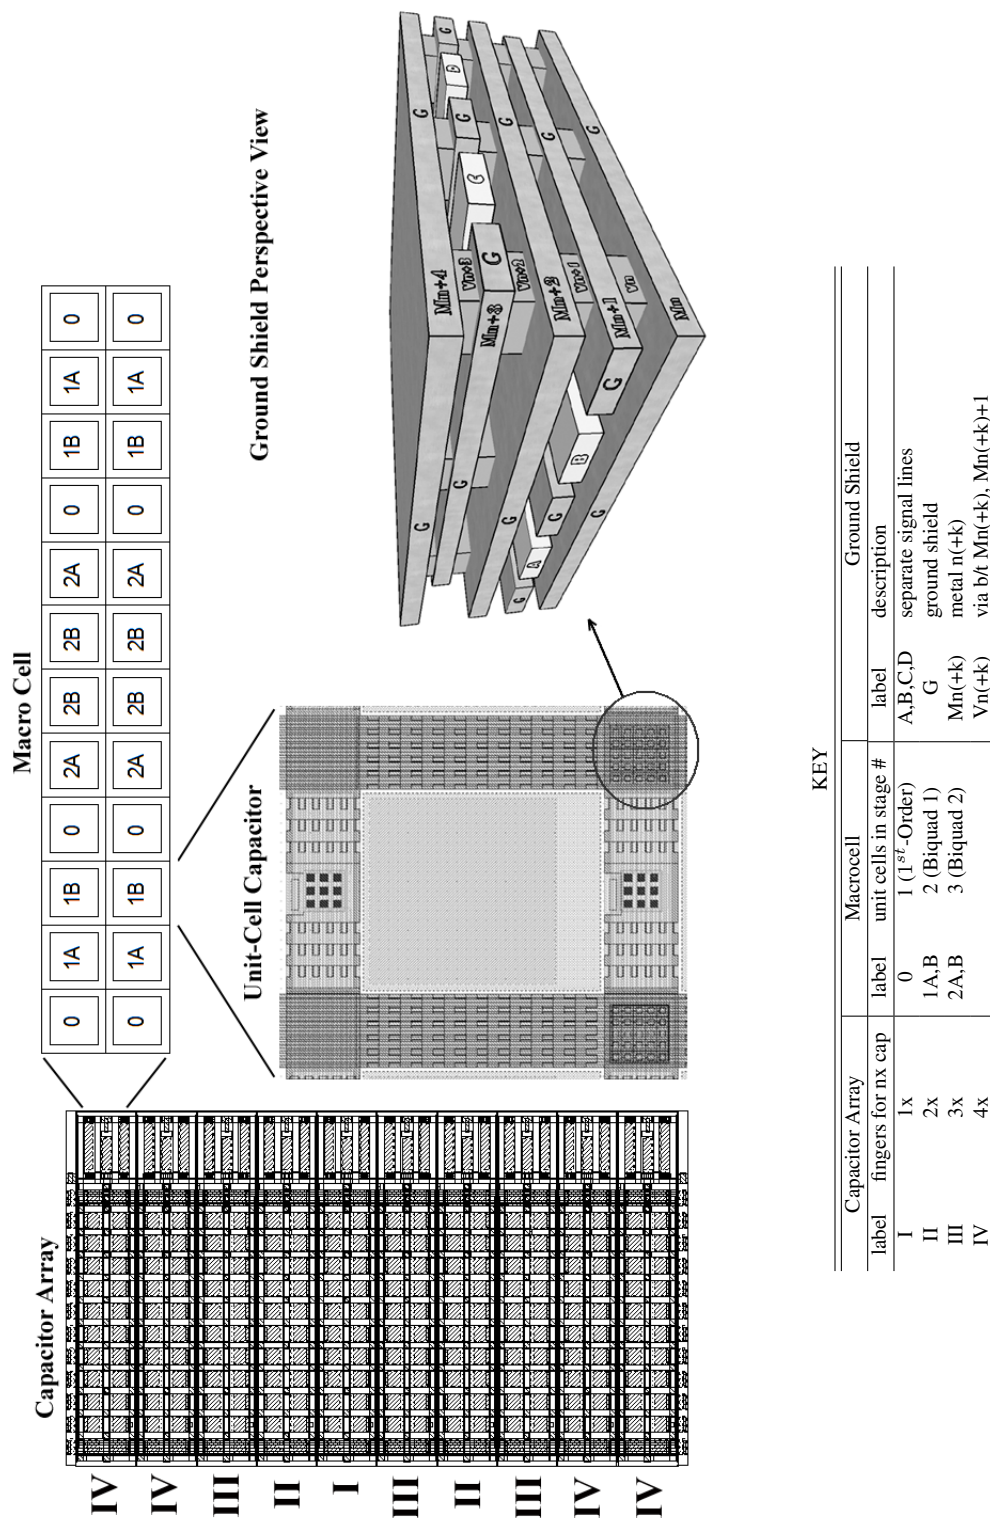 Capacitor Array
Macro Cell
IV
IV
III
II
I
III
II
III
IV
IV
0 1A 1B 0 2A 2B 2B 2A 0 1B 1A 0
0 1A 1B 0 2A 2B 2B 2A 0 1B 1A 0
Unit-Cell Capacitor
Ground Shield Perspective View
G Mn+4 G
G Mn+3 G C G D G
Vn+3
Vn+2
G Mn+2 G
Vn+1
G A G B G Mn+1 G
Vn
G Mn G
KEY
Capacitor Array Macrocell Ground Shield
label fingers for nx cap label unit cells in stage # label description
I 1x 0 1 (1st-Order) A,B,C,D separate signal lines
II 2x 1A,B 2 (Biquad 1) G ground shield
III 3x 2A,B 3 (Biquad 2) Mn(+k) metal n(+k)
IV 4x Vn(+k) via b/t Mn(+k), Mn(+k)+1